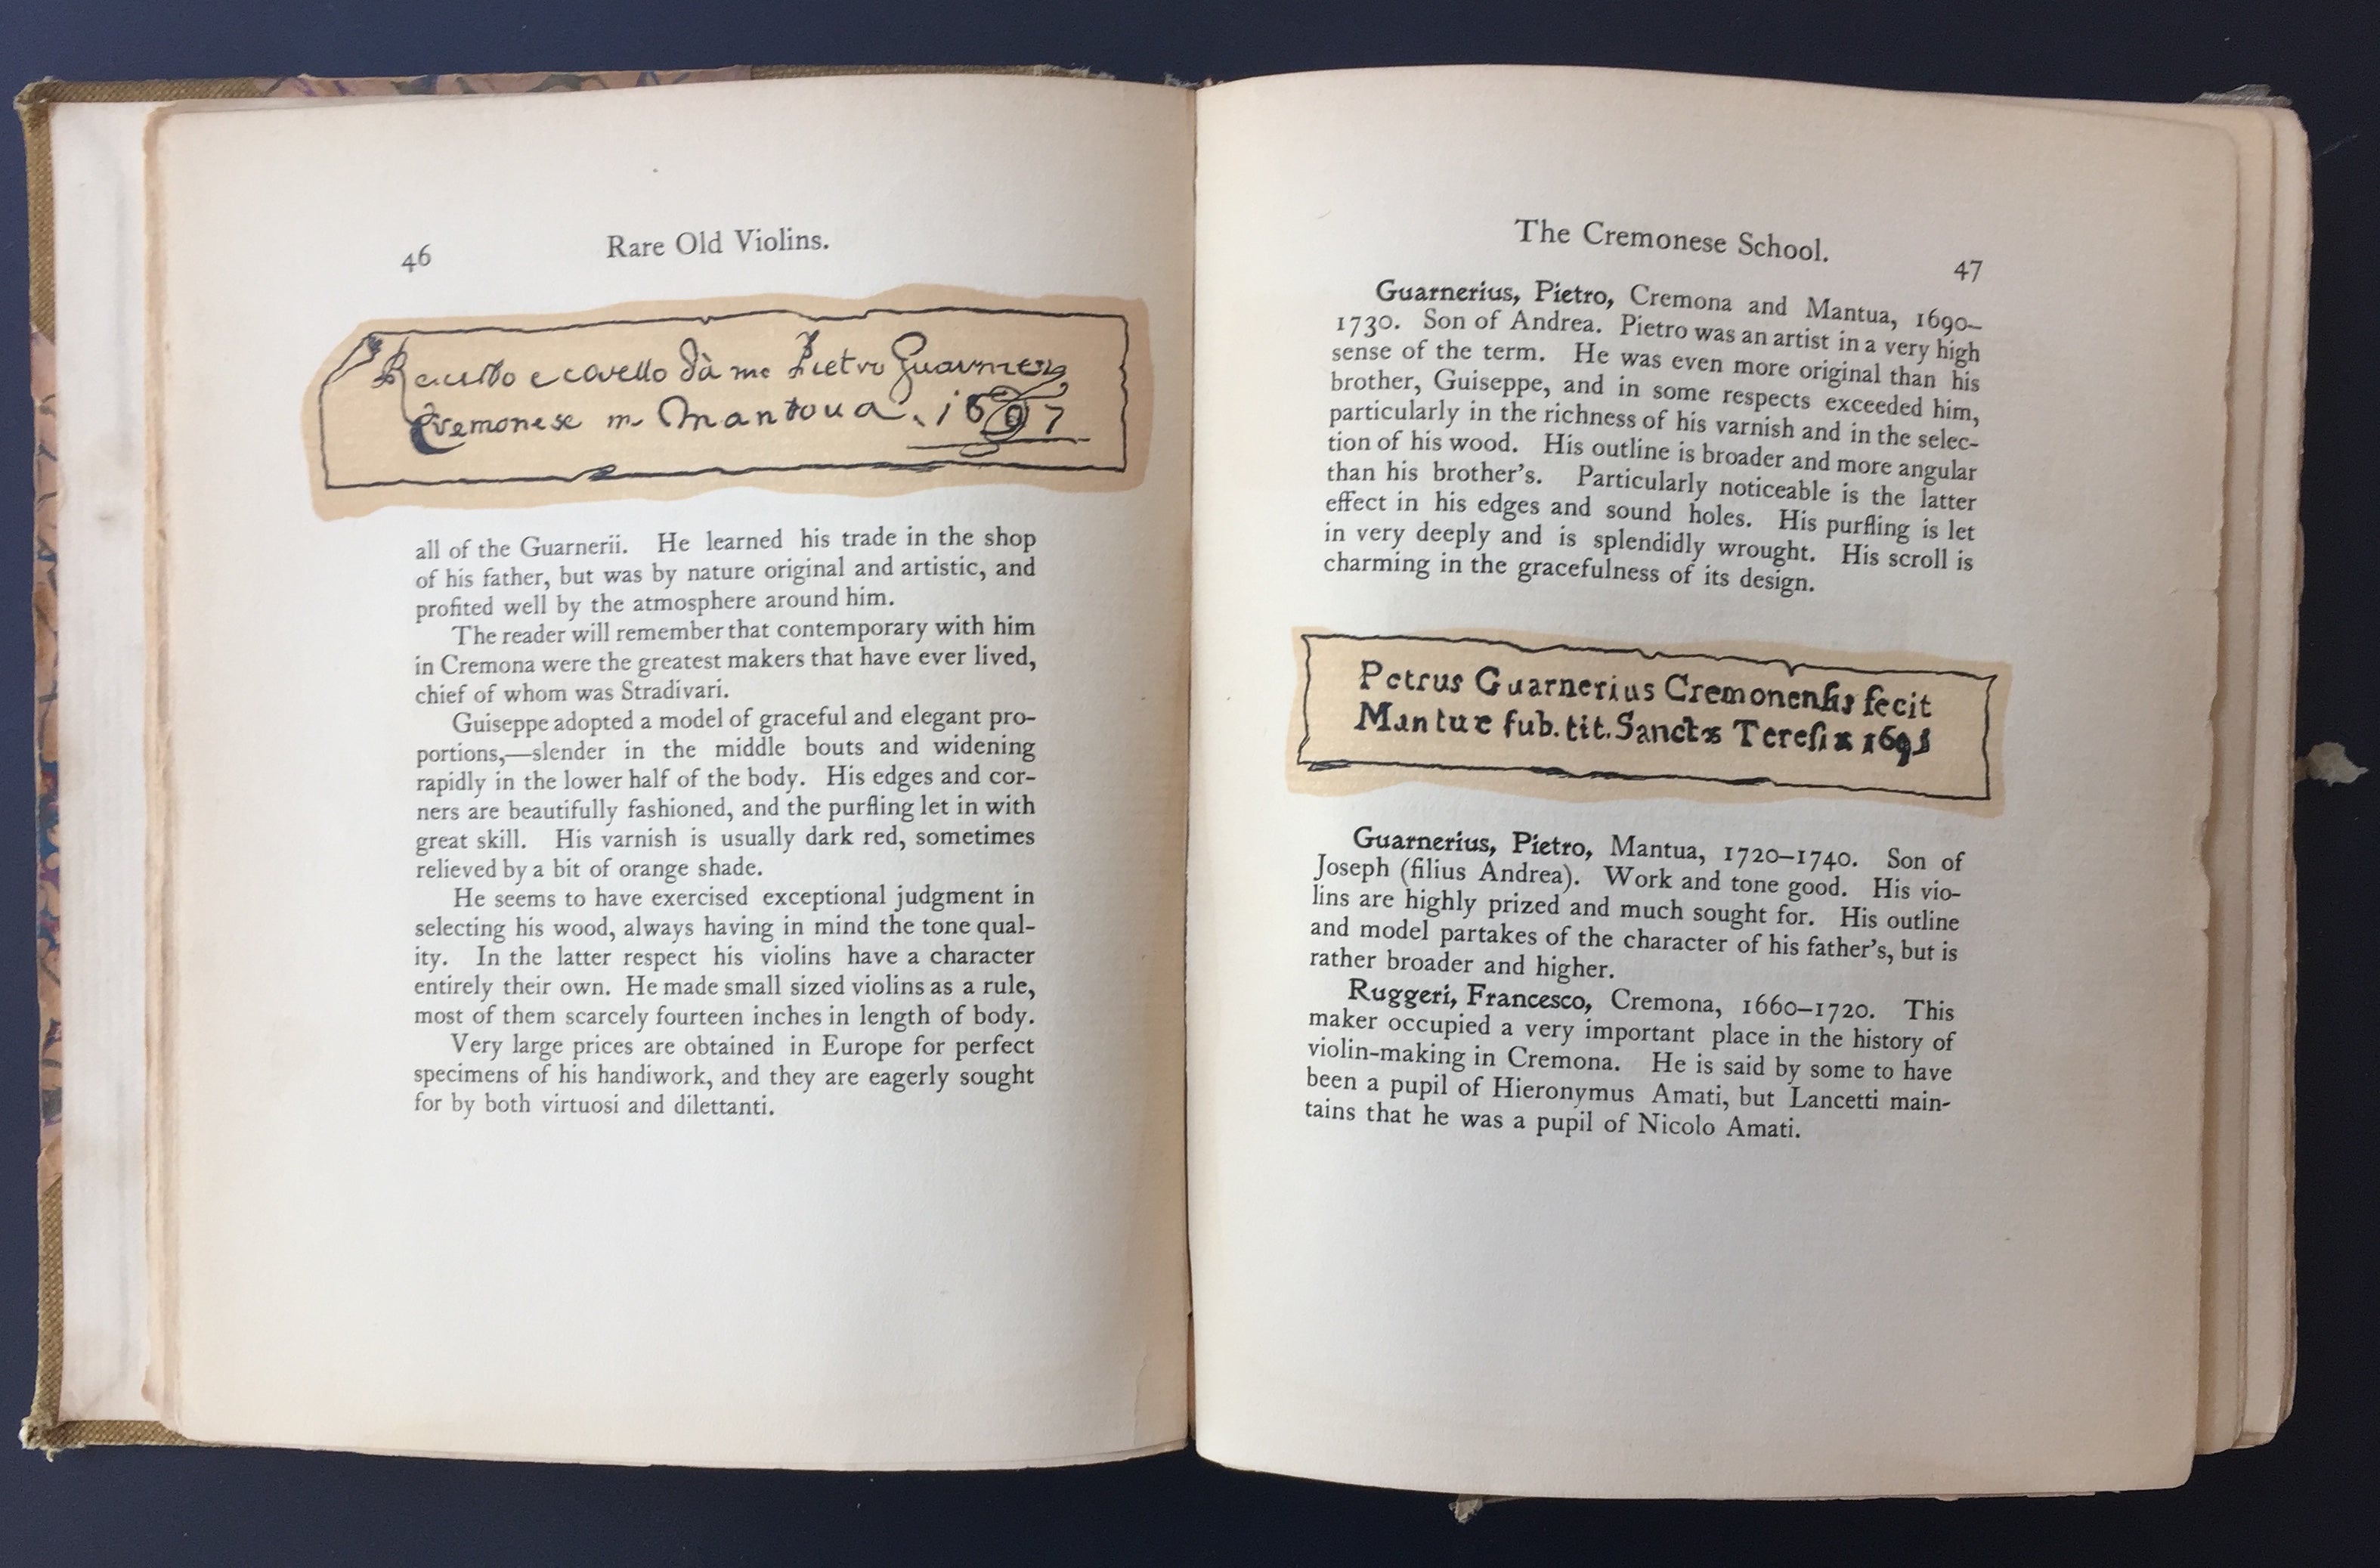 46
Rare Old Violins.
e dà me Pietro Guarnieri
Cremonese Mantoua 1697
all of the Guarnerii. He learned his trade in the shop
of his father, but was by nature original and artistic, and
profited well by the atmosphere around him.
The reader will remember that contemporary with him
in Cremona were the greatest makers that have ever lived,
chief of whom was Stradivari.
Guiseppe adopted a model of graceful and elegant pro-
portions,—slender in the middle bouts and widening
rapidly in the lower half of the body. His edges and cor-
ners are beautifully fashioned, and the purfling let in with
great skill. His varnish is usually dark red, sometimes
relieved by a bit of orange shade.
He seems to have exercised exceptional judgment in
selecting his wood, always having in mind the tone qual-
ity. In the latter respect his violins have a character
entirely their own. He made small sized violins as a rule,
most of them scarcely fourteen inches in length of body.
Very large prices are obtained in Europe for perfect
specimens of his handiwork, and they are eagerly sought
for by both virtuosi and dilettanti.
The Cremonese School.
47
Guarnerius, Pietro, Cremona and Mantua, 1690–
1730. Son of Andrea. Pietro was an artist in a very high
sense of the term. He was even more original than his
brother, Guiseppe, and in some respects exceeded him,
particularly in the richness of his varnish and in the selec-
tion of his wood. His outline is broader and more angular
than his brother's. Particularly noticeable is the latter
effect in his edges and sound holes. His purfling is let
in very deeply and is splendidly wrought. His scroll is
charming in the gracefulness of its design.
Petrus Guarnerius Cremonenſis fecit
Mantuæ ſub. tit. Sanctæ Tereſiæ
Guarnerius, Pietro, Mantua, 1720–1740. Son of
Joseph (filius Andrea). Work and tone good. His vio-
lins are highly prized and much sought for. His outline
and model partakes of the character of his father's, but is
rather broader and higher.
Ruggeri, Francesco, Cremona, 1660–1720. This
maker occupied a very important place in the history of
violin-making in Cremona. He is said by some to have
been a pupil of Hieronymus Amati, but Lancetti main-
tains that he was a pupil of Nicolo Amati.